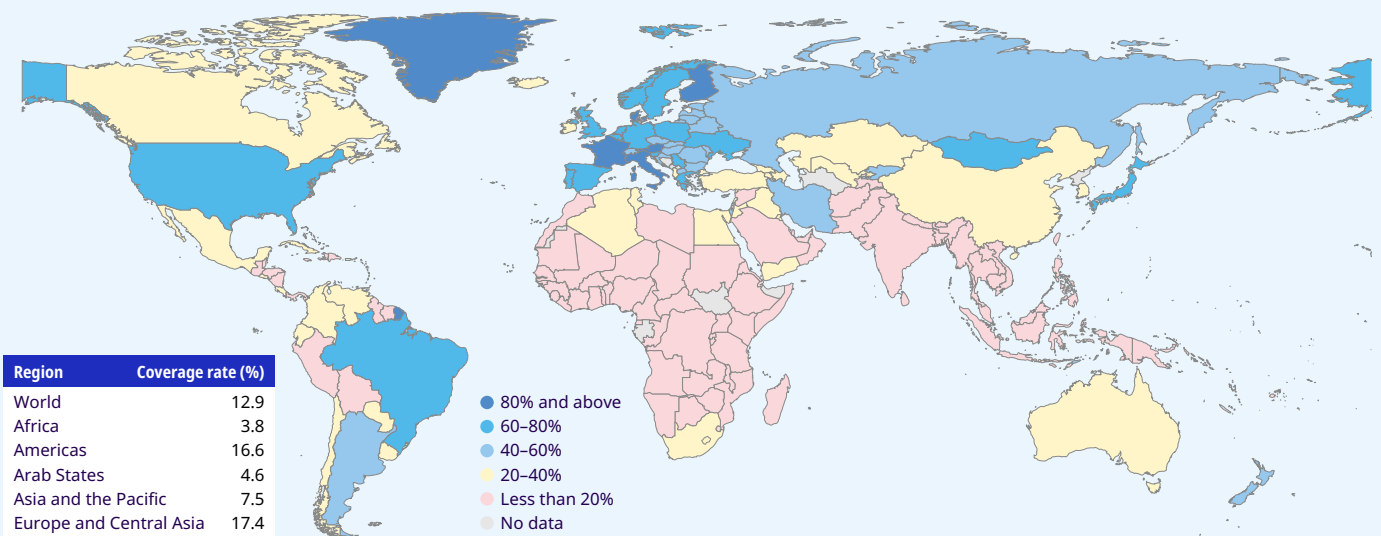 Region Coverage rate (%)
World 12.9
Africa 3.8
Americas 16.6
Arab States 4.6
Asia and the Pacific 7.5
Europe and Central Asia 17.4
80% and above
60–80%
40–60%
20–40%
Less than 20%
No data